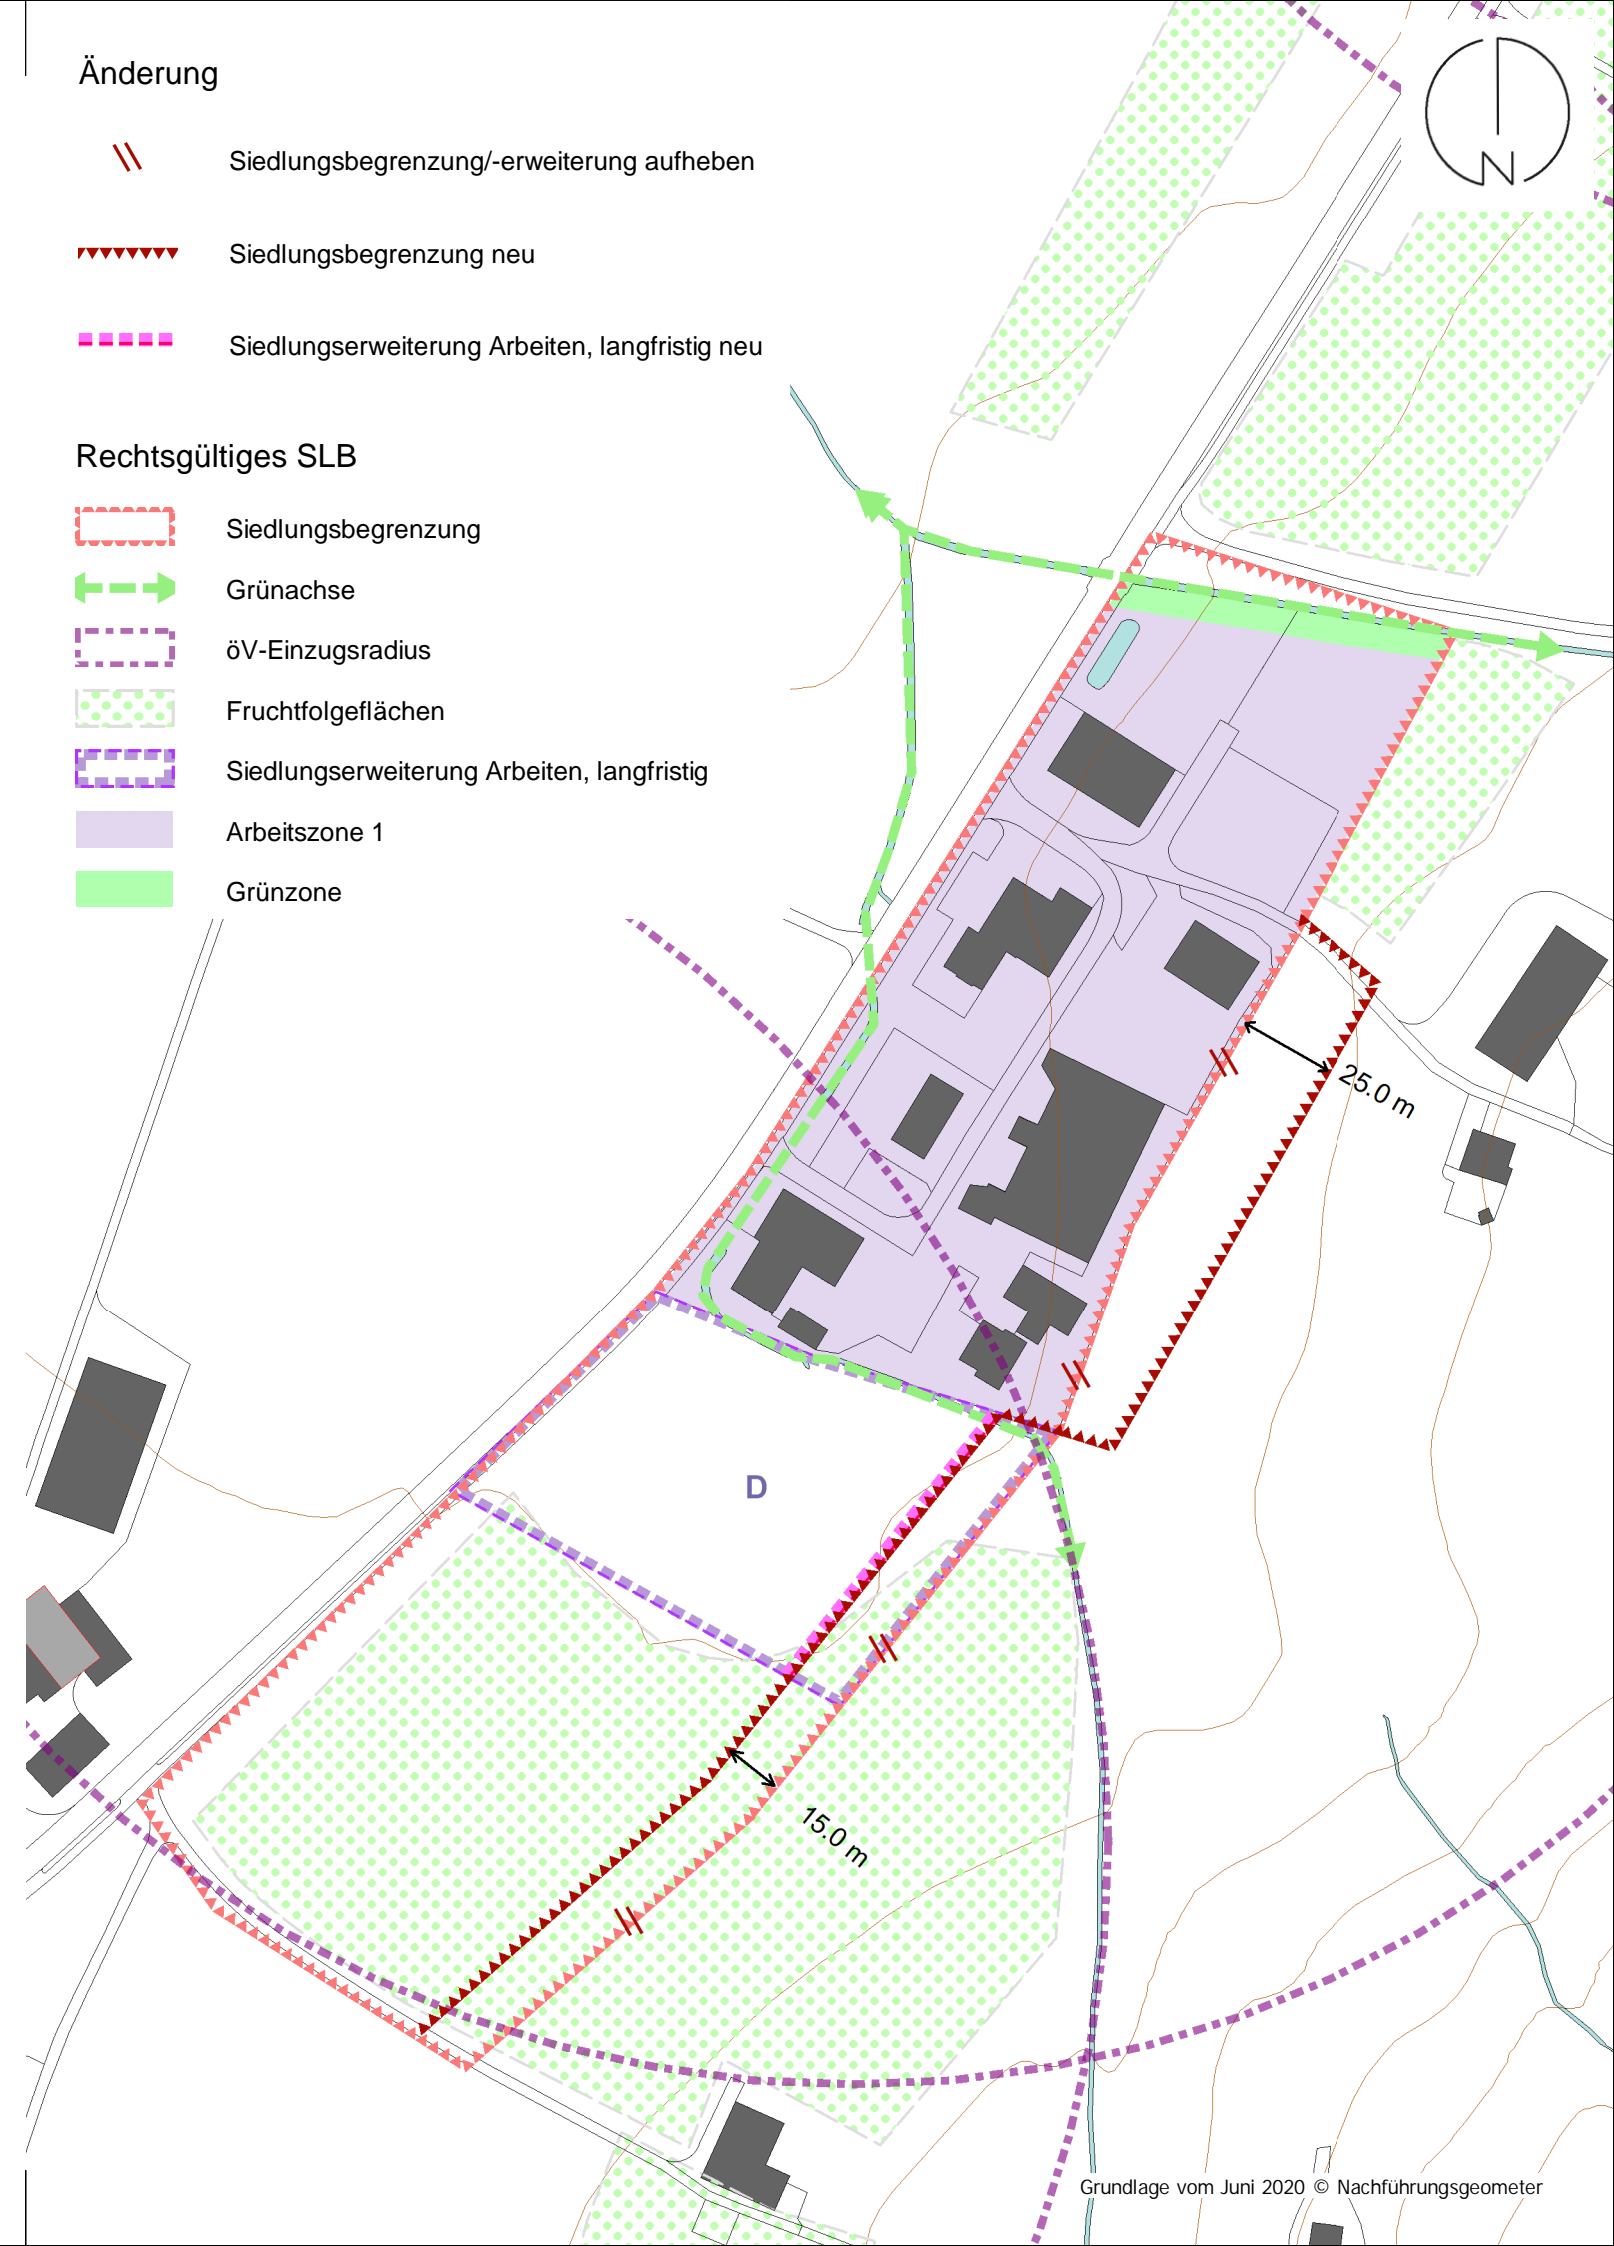 Änderung
Siedlungsbegrenzung/-erweiterung aufheben
Siedlungsbegrenzung neu
Siedlungserweiterung Arbeiten, langfristig neu
Rechtsgültiges SLB
Siedlungsbegrenzung
Grünachse
öV-Einzugsradius
Fruchtfolgeflächen
Siedlungserweiterung Arbeiten, langfristig
Arbeitszone 1
Grünzone
N
25.0 m
D
15.0 m
Grundlage vom Juni 2020 © Nachführungsgeometer